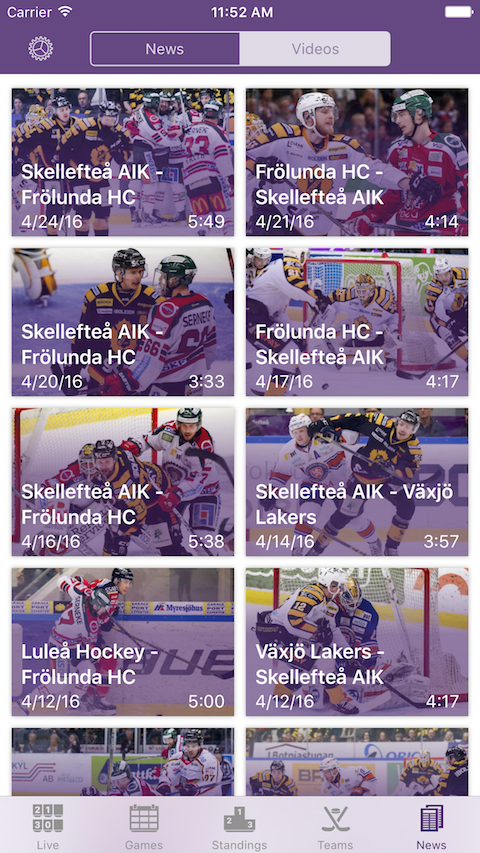 Carrier 11:52 AM
News Videos
Skellefteå AIK -
Frölunda HC
4/24/16 5:49
Frölunda HC -
Skellefteå AIK
4/21/16 4:14
Skellefteå AIK -
Frölunda HC
4/20/16 3:33
Frölunda HC -
Skellefteå AIK
4/17/16 4:17
Skellefteå AIK -
Frölunda HC
4/16/16 5:38
Skellefteå AIK - Växjö
Lakers
4/14/16 3:57
Myresjöhus
Luleå Hockey -
Frölunda HC
4/12/16 5:00
Växjö Lakers -
Skellefteå AIK
4/12/16 4:17
Live Games Standings Teams News